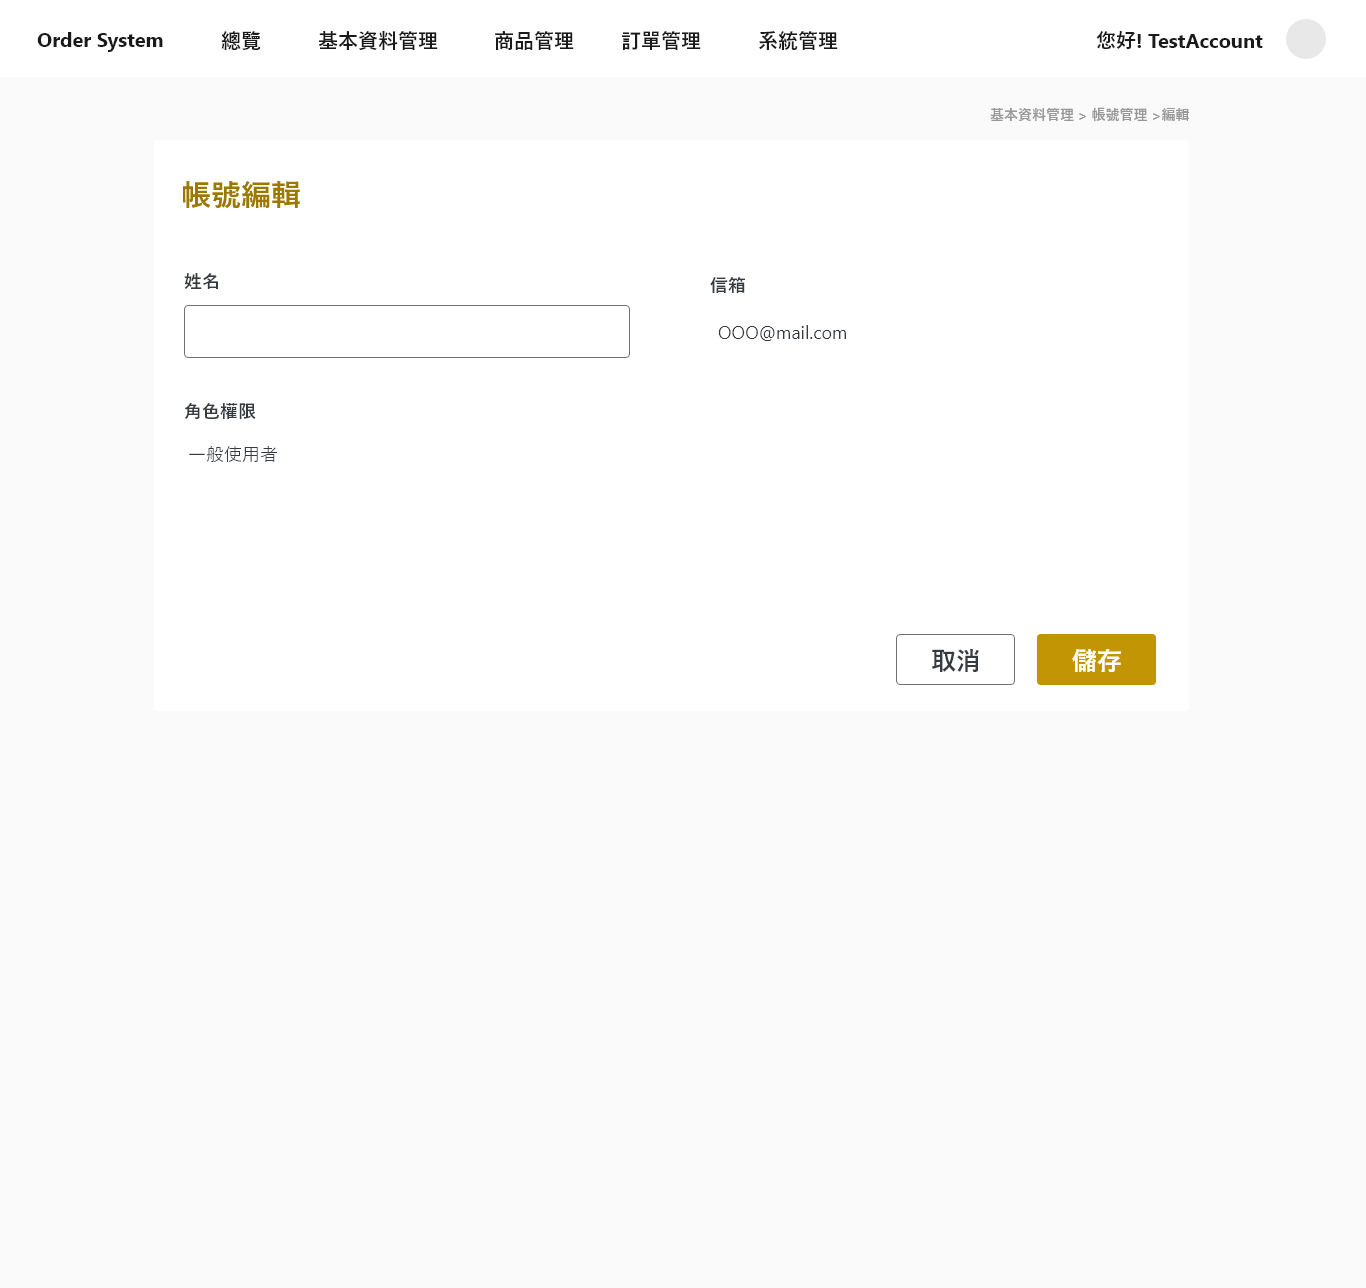 Order System 總覽 基本資料管理 商品管理 訂單管理 系統管理 您好! TestAccount
基本資料管理 > 帳號管理 >編輯
帳號編輯
姓名
信箱
OOO@mail.com
角色權限
一般使用者
取消 儲存